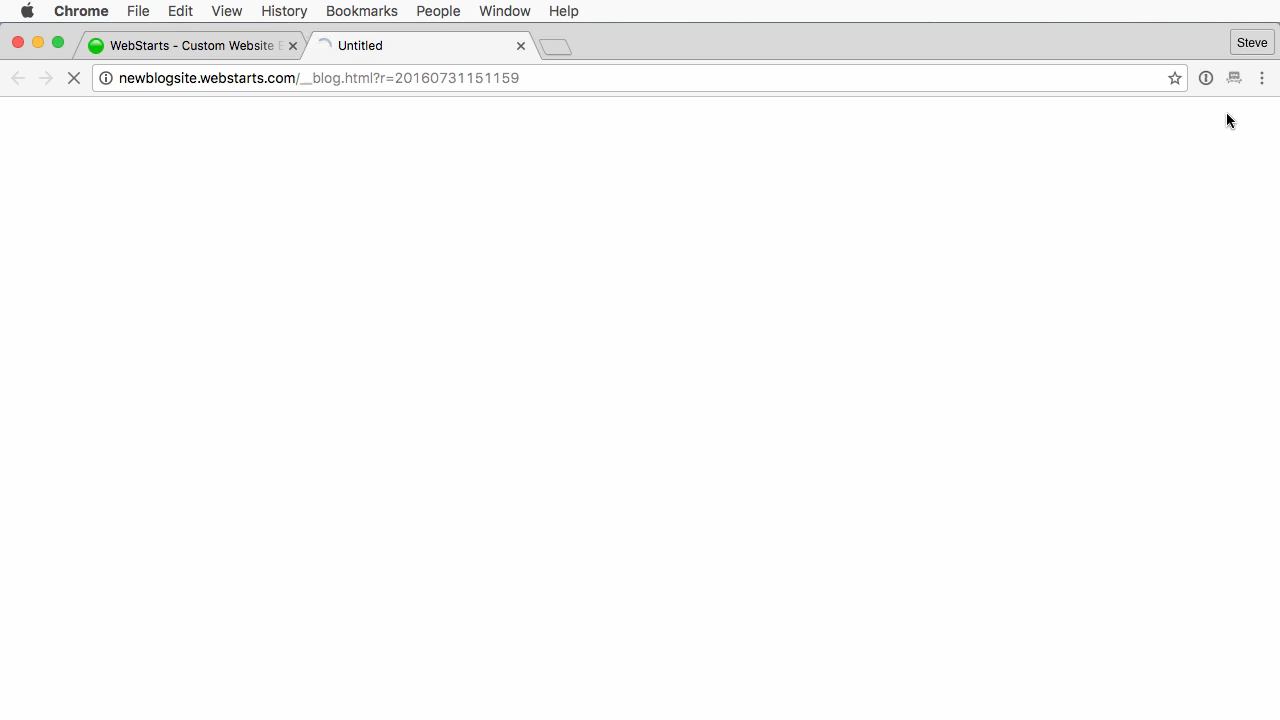 Chrome File Edit View History Bookmarks People Window Help
WebStarts - Custom Website Untitled Steve
newblogsite.webstarts.com/__blog.html?r=20160731151159